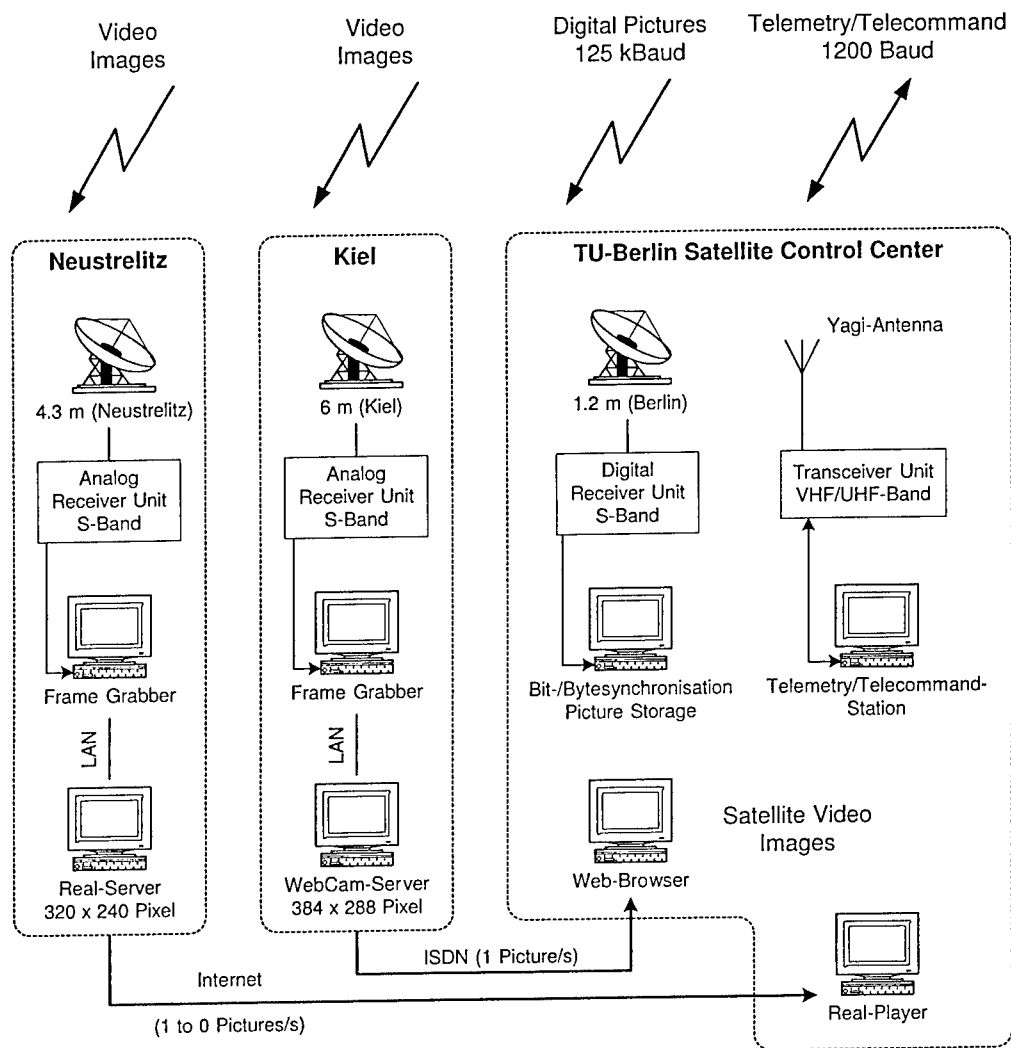 Video
Images
Video
Images
Digital Pictures
125 kBaud
Telemetry/Telecommand
1200 Baud
Neustrelitz
Kiel
TU-Berlin Satellite Control Center
4.3 m (Neustrelitz)
6 m (Kiel)
1.2 m (Berlin)
Yagi-Antenna
Analog
Receiver Unit
S-Band
Analog
Receiver Unit
S-Band
Digital
Receiver Unit
S-Band
Transceiver Unit
VHF/UHF-Band
Frame Grabber
Frame Grabber
Bit-/Bytesynchronisation
Picture Storage
Telemetry/Telecommand-
Station
LAN
LAN
Real-Server
320 x 240 Pixel
WebCam-Server
384 x 288 Pixel
Web-Browser
Satellite Video
Images
ISDN (1 Picture/s)
Internet
(1 to 0 Pictures/s)
Real-Player